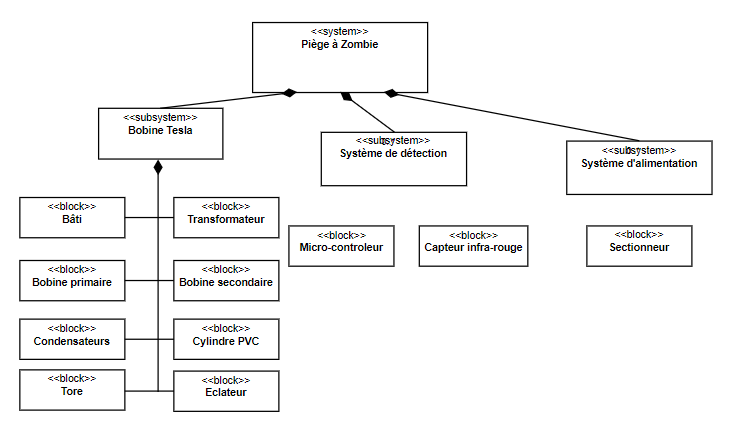 <<system>>
Piège à Zombie
<<subsystem>>
Bobine Tesla
<<subsystem>>
Système de détection
<<subsystem>>
Système d'alimentation
<<block>>
Bâti
<<block>>
Transformateur
<<block>>
Micro-controleur
<<block>>
Capteur infra-rouge
<<block>>
Sectionneur
<<block>>
Bobine primaire
<<block>>
Bobine secondaire
<<block>>
Condensateurs
<<block>>
Cylindre PVC
<<block>>
Tore
<<block>>
Eclateur